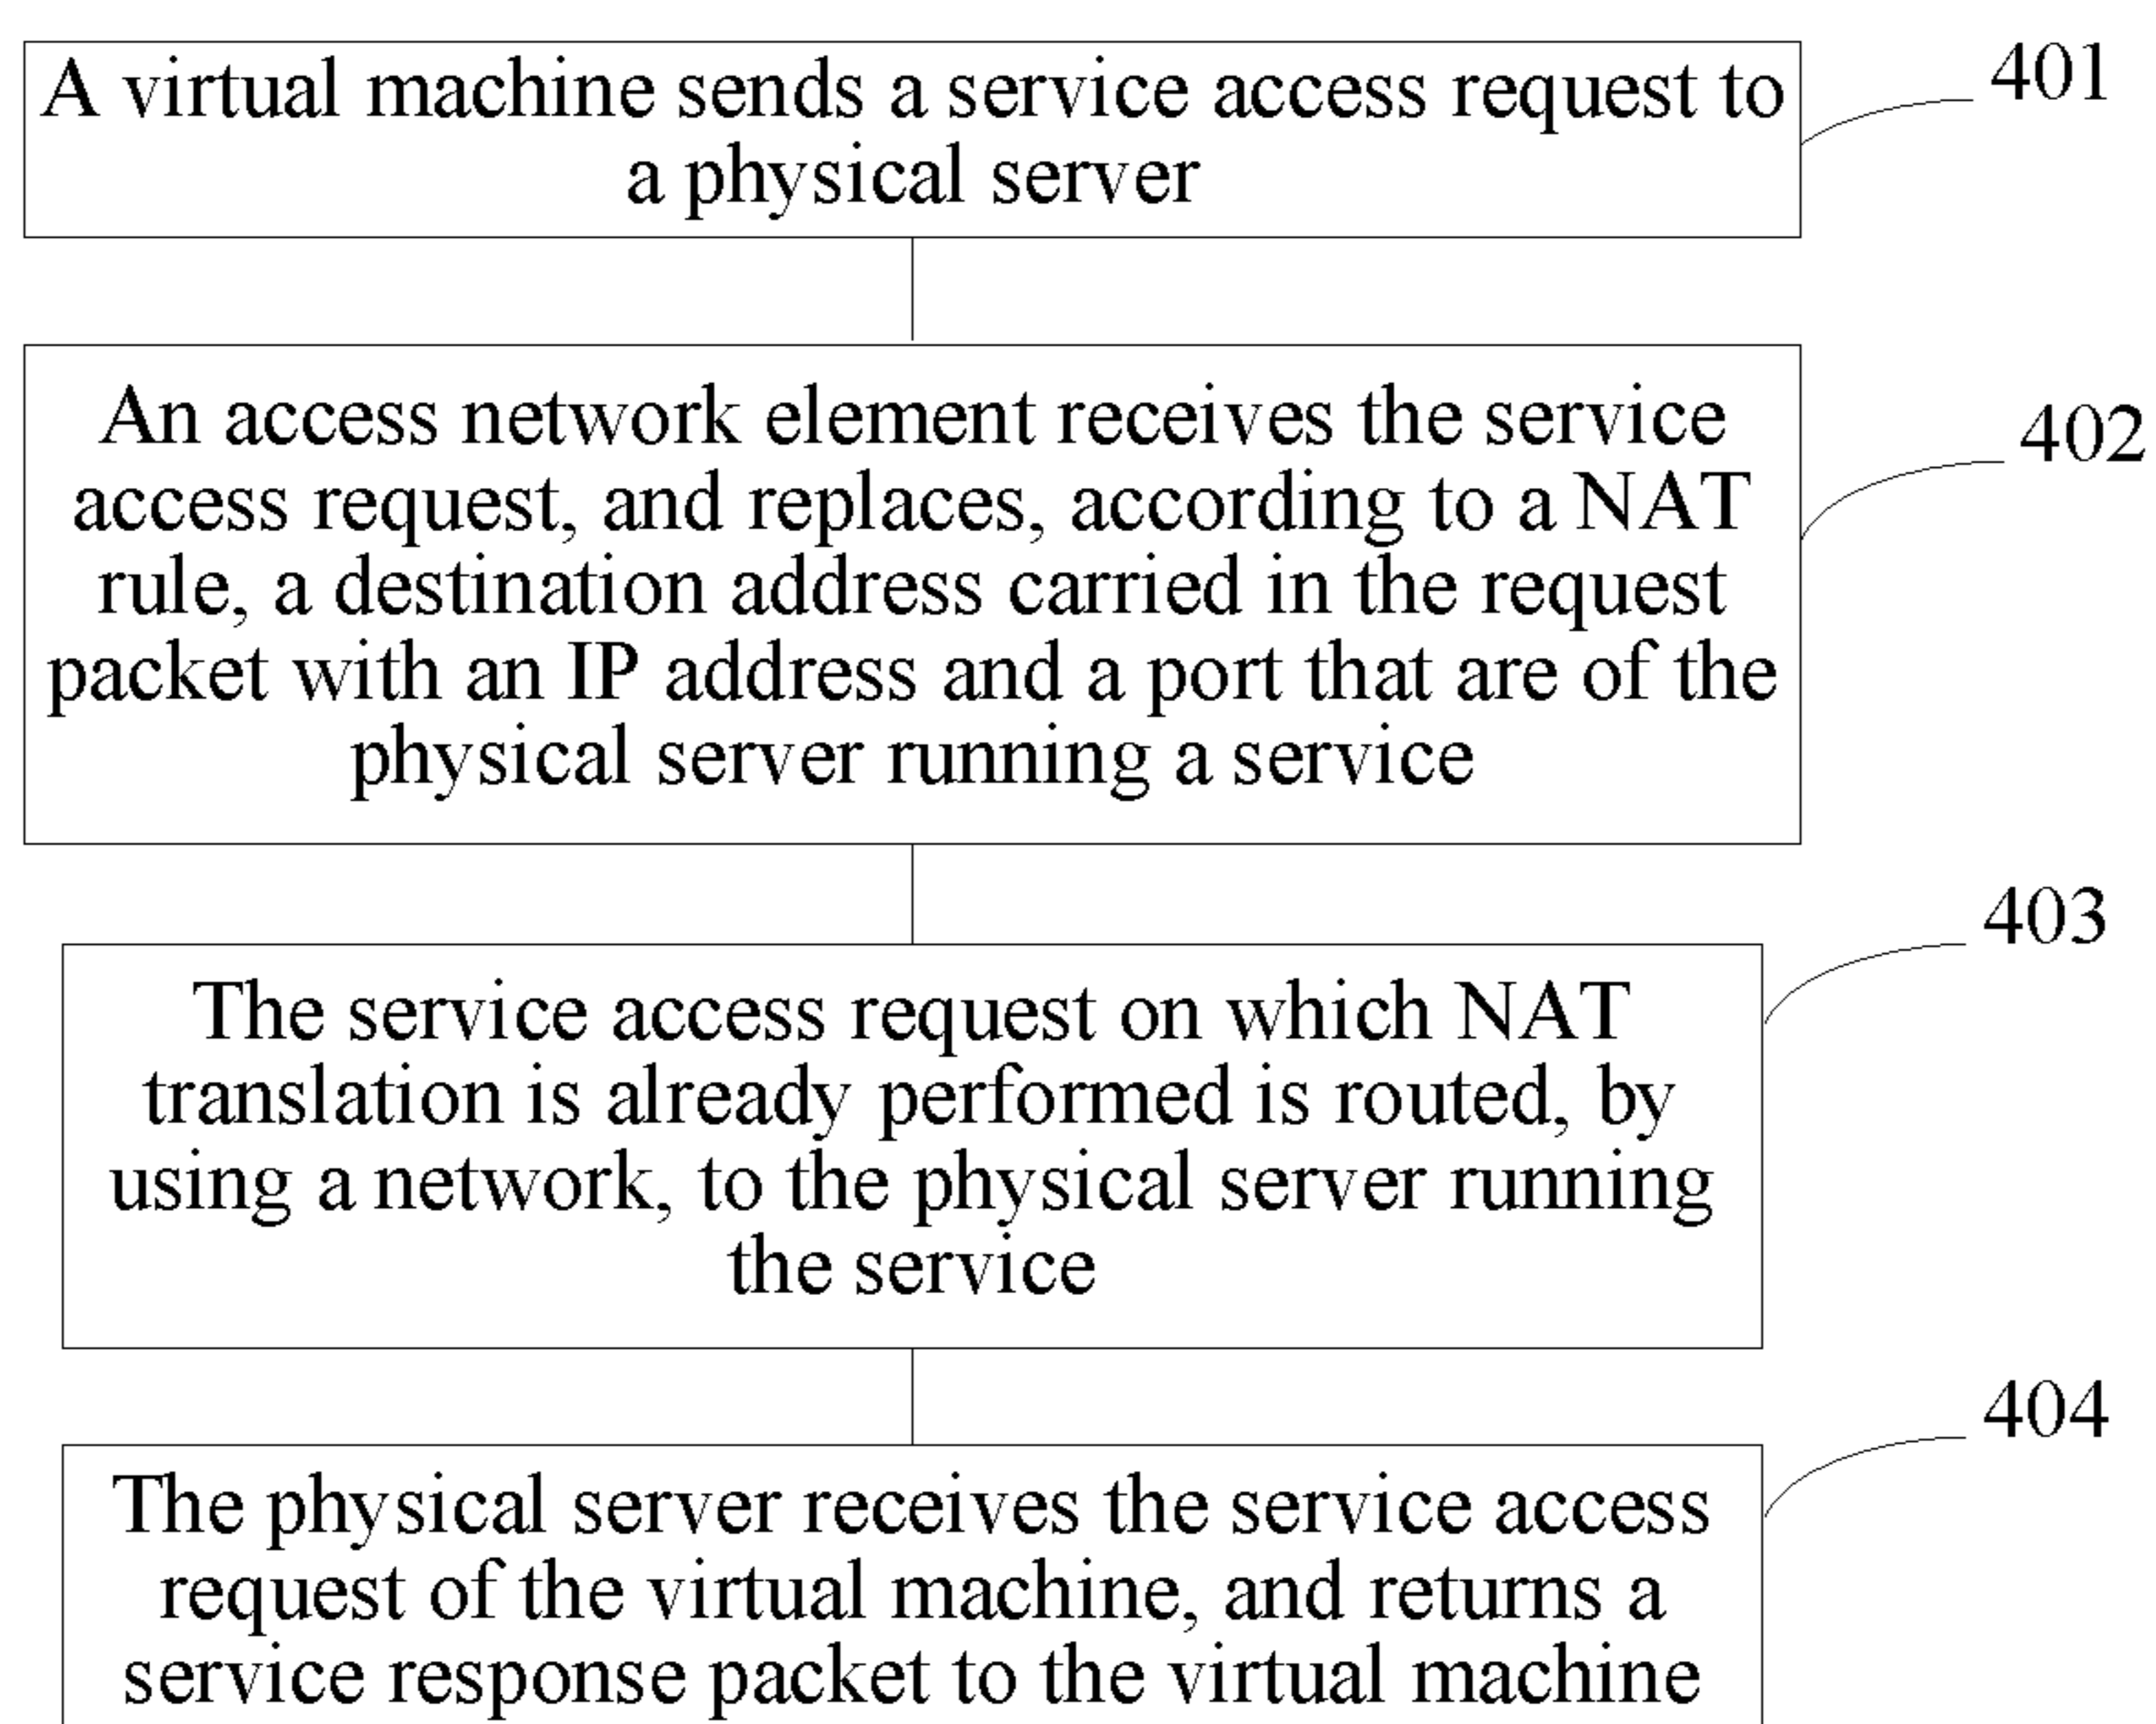 A virtual machine sends a service access request to
a physical server
401
An access network element receives the service
access request, and replaces, according to a NAT
rule, a destination address carried in the request
packet with an IP address and a port that are of the
physical server running a service
402
The service access request on which NAT
translation is already performed is routed, by
using a network, to the physical server running
the service
403
The physical server receives the service access
request of the virtual machine, and returns a
service response packet to the virtual machine
404